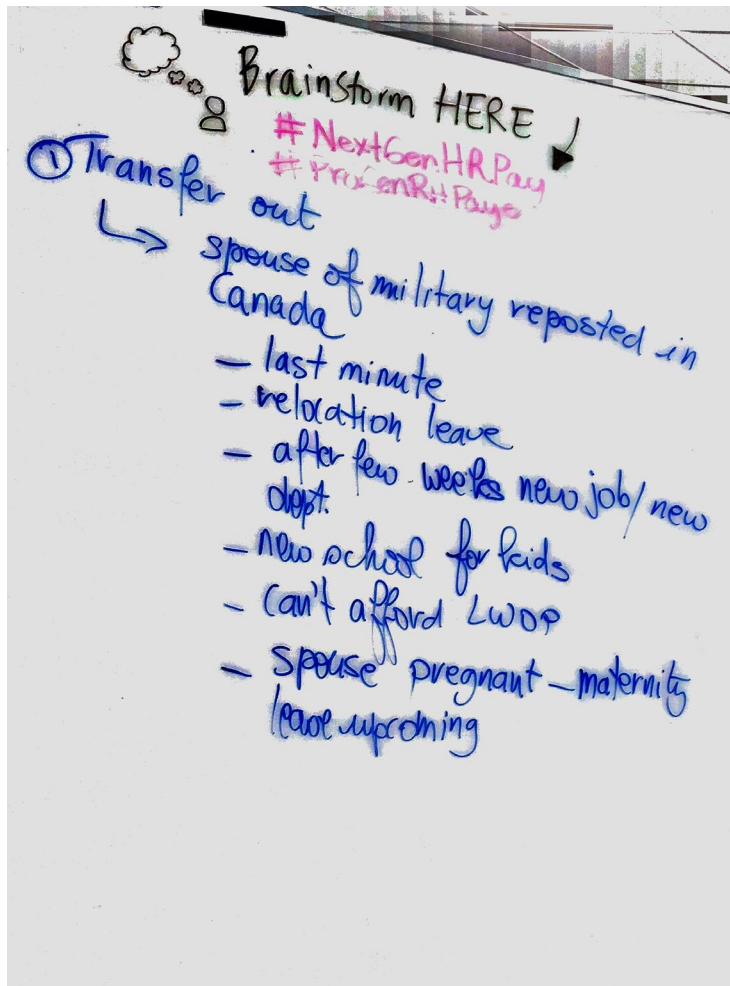 Brainstorm HERE
#NextGenHRPay
#ProxGenRHPaye
① Transfer out
spouse of military reposted in
Canada
- last minute
- relocation leave
- after few weeks new job/new
dept.
- new school for kids
- can't afford LWOP
- spouse pregnant - maternity
leave upcoming